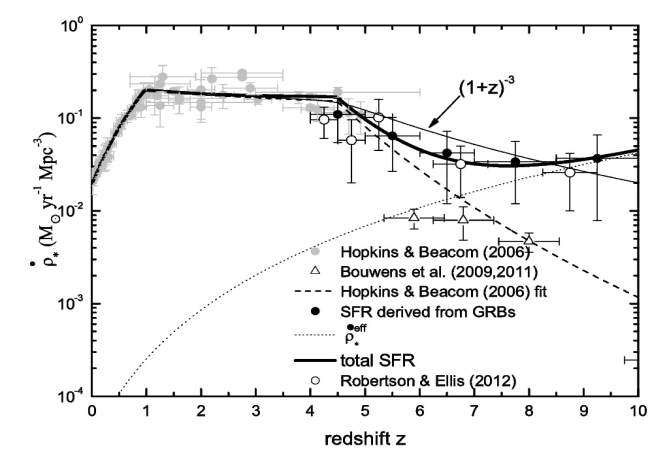 10^0
10^-1
10^-2
10^-3
10^-4
ρ̇_* (M_⊙ yr^-1 Mpc^-3)
(1+z)^-3
Hopkins & Beacom (2006)
Bouwens et al. (2009,2011)
Hopkins & Beacom (2006) fit
SFR derived from GRBs
ρ̇_*^eff
total SFR
Robertson & Ellis (2012)
0 1 2 3 4 5 6 7 8 9 10
redshift z